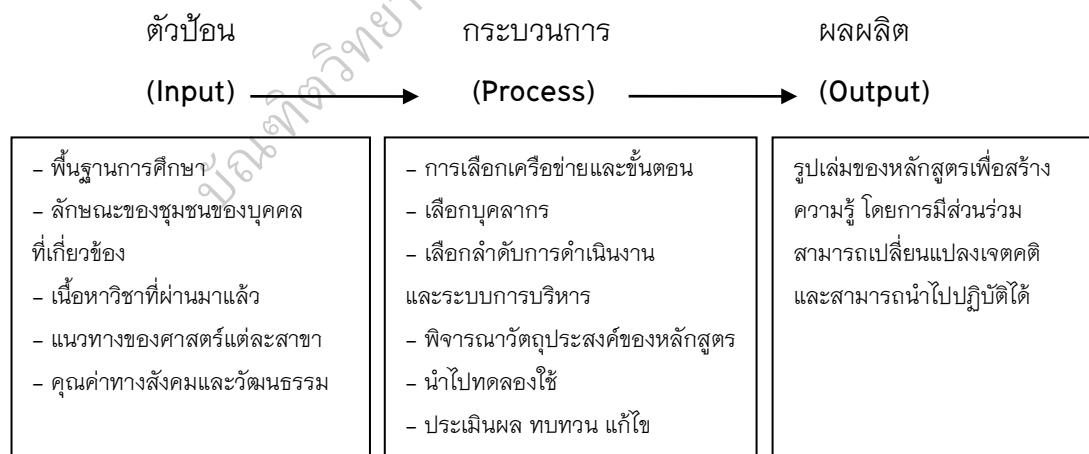 ตัวป้อน กระบวนการ ผลผลิต
(Input) (Process) (Output)
– พื้นฐานการศึกษา
– ลักษณะของชุมชนของบุคคล
ที่เกี่ยวข้อง
– เนื้อหาวิชาที่ผ่านมาแล้ว
– แนวทางของศาสตร์แต่ละสาขา
– คุณค่าทางสังคมและวัฒนธรรม
– การเลือกเครือข่ายและขั้นตอน
– เลือกบุคลากร
– เลือกลำดับการดำเนินงาน
และระบบการบริหาร
– พิจารณาวัตถุประสงค์ของหลักสูตร
– นำไปทดลองใช้
– ประเมินผล ทบทวน แก้ไข
รูปเล่มของหลักสูตรเพื่อสร้าง
ความรู้ โดยการมีส่วนร่วม
สามารถเปลี่ยนแปลงเจตคติ
และสามารถนำไปปฏิบัติได้
บัณฑิตวิทยา